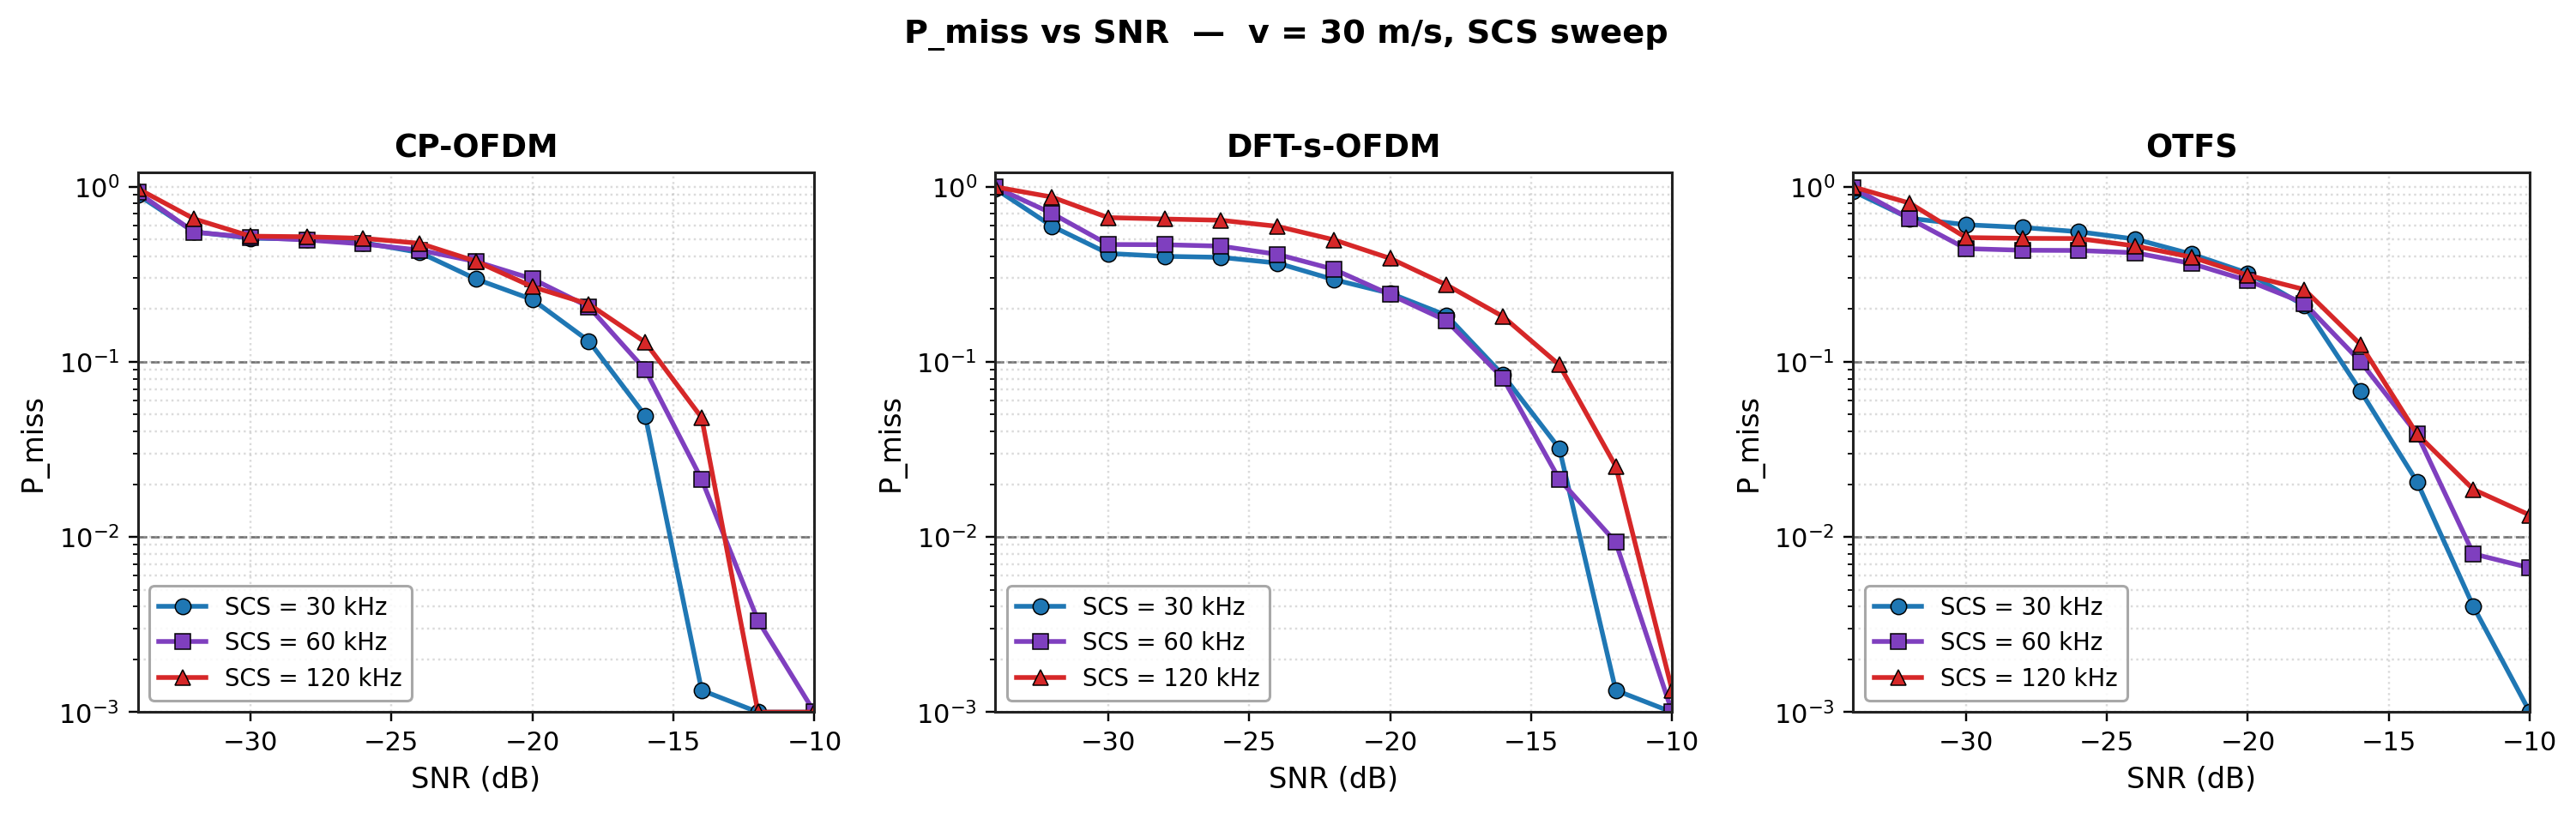 P_miss vs SNR — v = 30 m/s, SCS sweep
CP-OFDM
10⁰
10⁻¹
10⁻²
10⁻³
P_miss
−30
−25
−20
−15
−10
SNR (dB)
SCS = 30 kHz
SCS = 60 kHz
SCS = 120 kHz
DFT-s-OFDM
10⁰
10⁻¹
10⁻²
10⁻³
P_miss
−30
−25
−20
−15
−10
SNR (dB)
SCS = 30 kHz
SCS = 60 kHz
SCS = 120 kHz
OTFS
10⁰
10⁻¹
10⁻²
10⁻³
P_miss
−30
−25
−20
−15
−10
SNR (dB)
SCS = 30 kHz
SCS = 60 kHz
SCS = 120 kHz